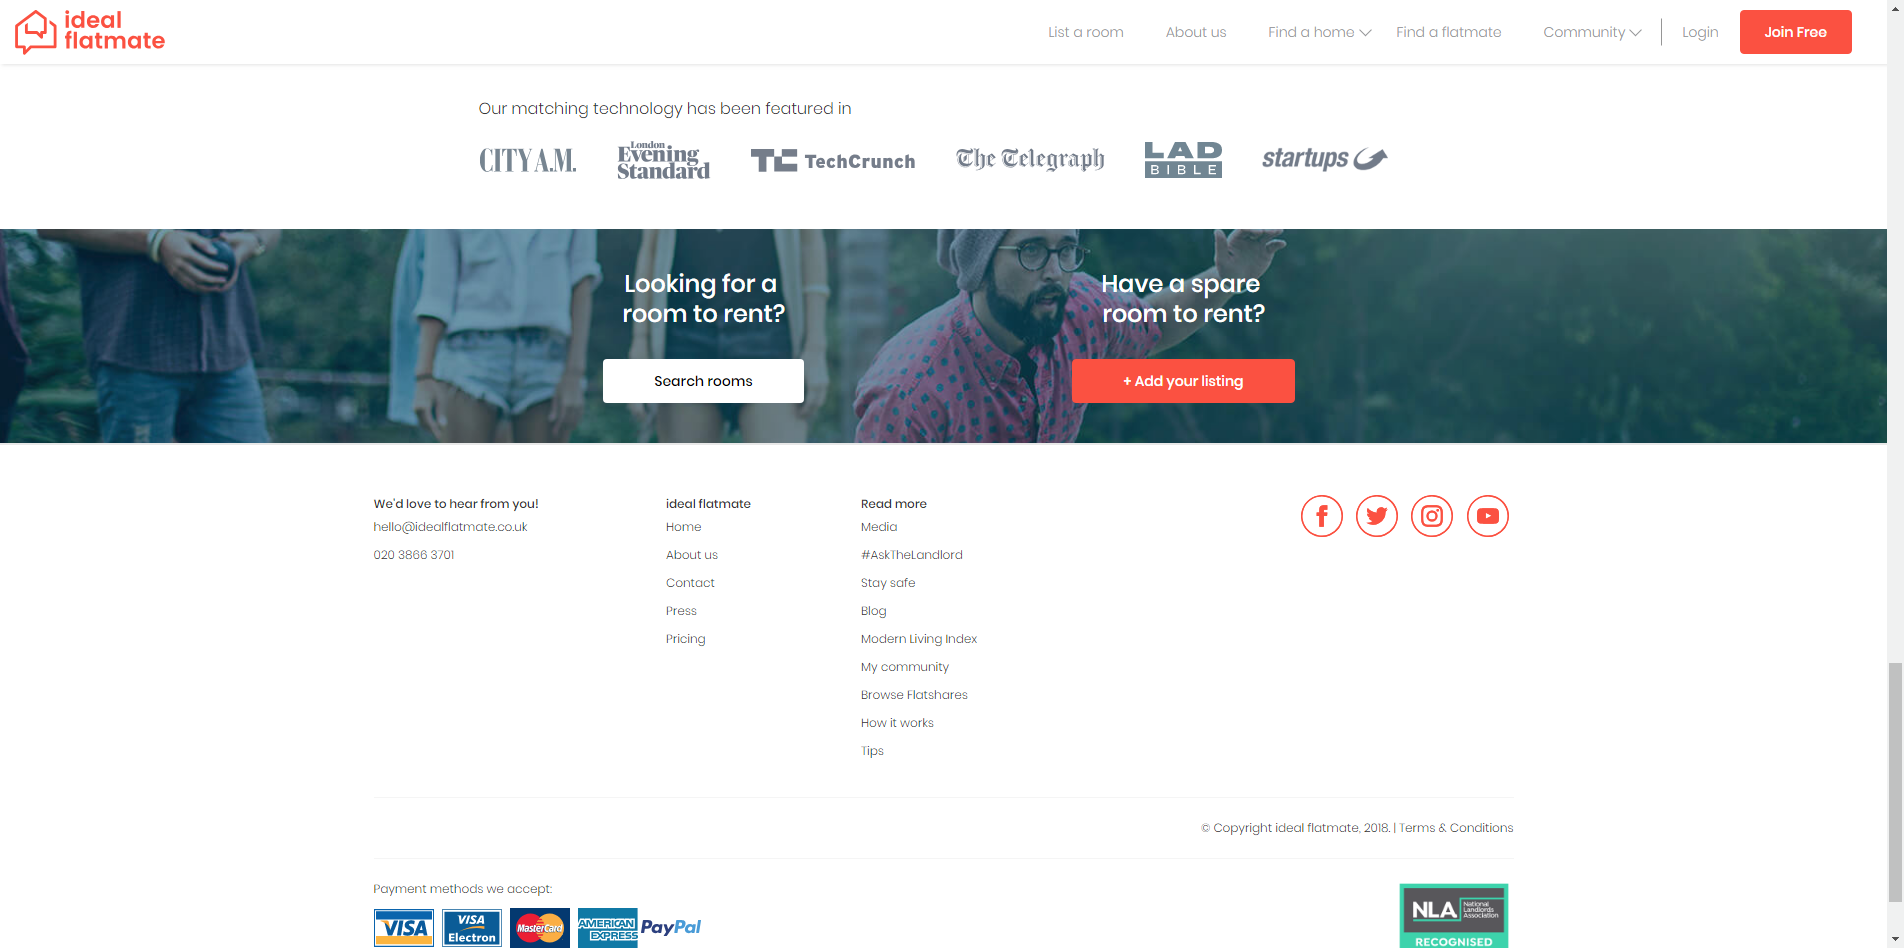 ideal
flatmate
List a room
About us
Find a home
Find a flatmate
Community
Login
Join Free
Our matching technology has been featured in
CITY A.M.
London
Evening
Standard
TC TechCrunch
The Telegraph
LAD
BIBLE
startups
Looking for a
room to rent?
Search rooms
Have a spare
room to rent?
+ Add your listing
We'd love to hear from you!
hello@idealflatmate.co.uk
020 3866 3701
ideal flatmate
Home
About us
Contact
Press
Pricing
Read more
Media
#AskTheLandlord
Stay safe
Blog
Modern Living Index
My community
Browse Flatshares
How it works
Tips
© Copyright ideal flatmate, 2018. | Terms & Conditions
Payment methods we accept:
VISA
VISA
Electron
MasterCard
AMERICAN
EXPRESS
PayPal
NLA
National
Landlords
Association
RECOGNISED